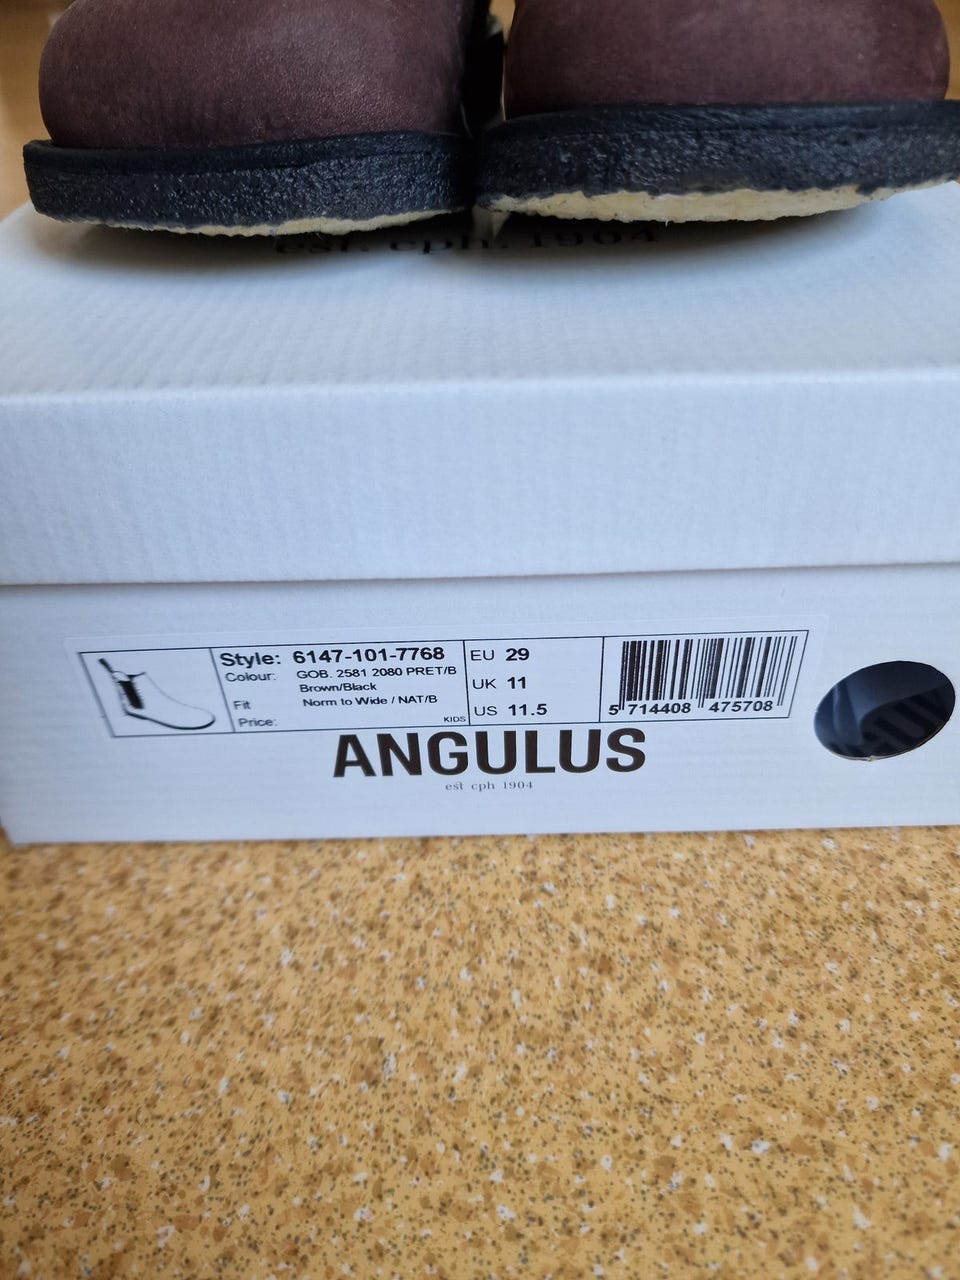 est. cph. 1904
Style: 6147-101-7768
Colour: GOB. 2581 2080 PRET/B
Brown/Black
Fit Norm to Wide / NAT/B
Price:
KIDS
EU 29
UK 11
US 11.5
5 714408 475708
ANGULUS
est cph 1904